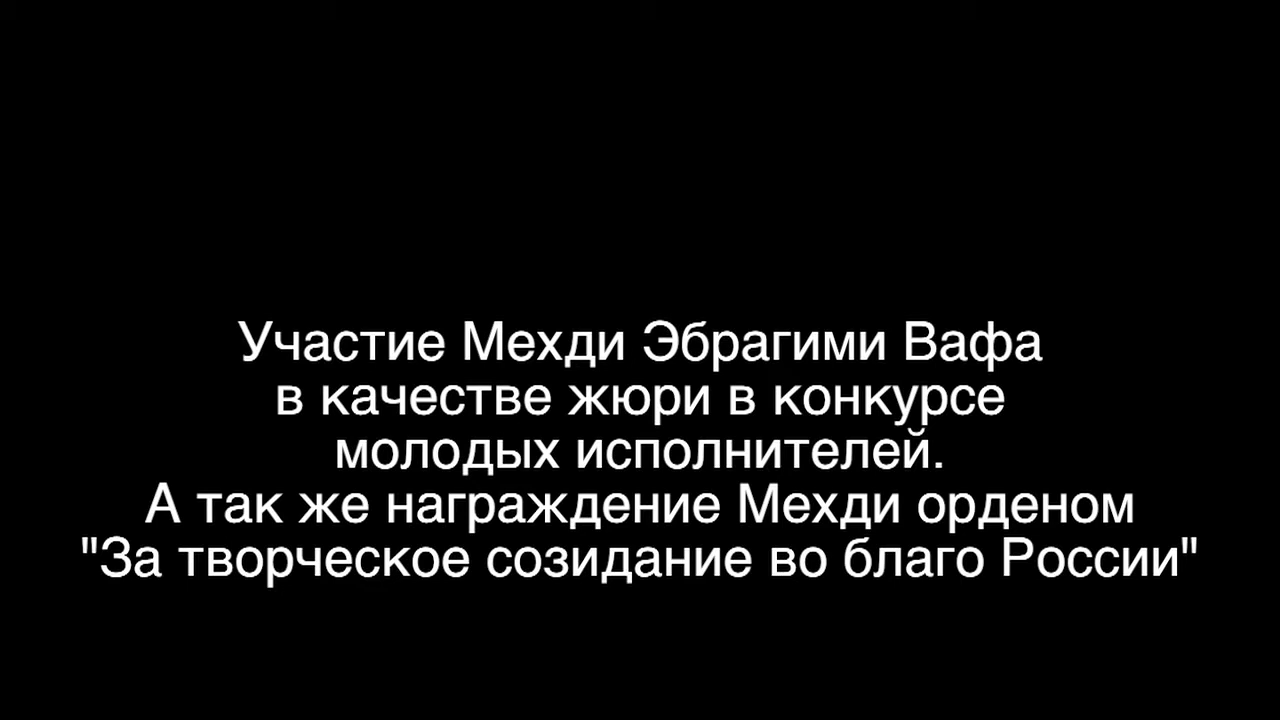 Участие Мехди Эбрагими Вафа
в качестве жюри в конкурсе
молодых исполнителей.
А так же награждение Мехди орденом
"За творческое созидание во благо России"